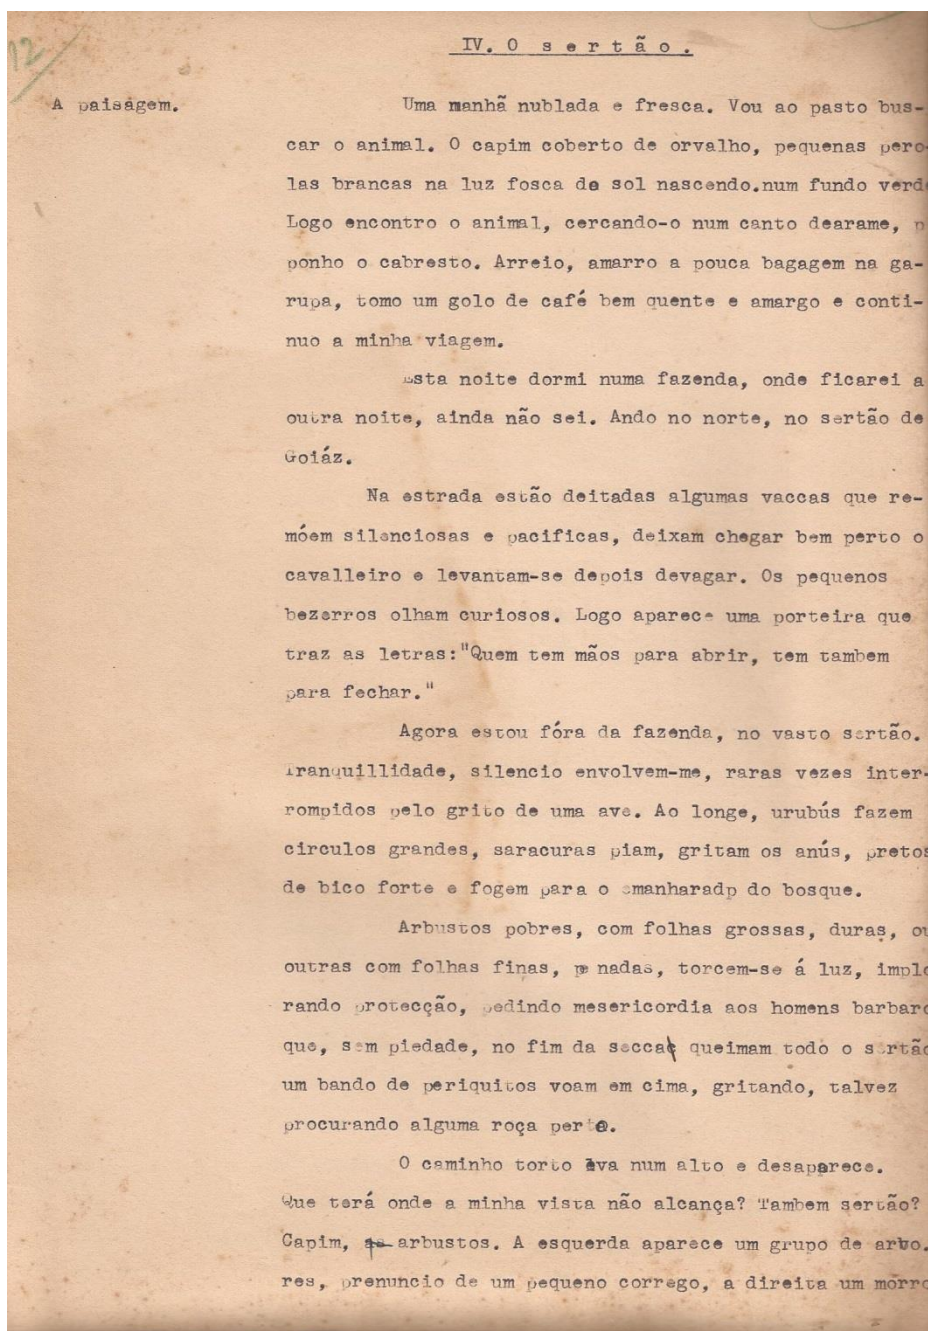 12
IV. O sertão.
A paisagem.
Uma manhã nublada e fresca. Vou ao pasto bus-
car o animal. O capim coberto de orvalho, pequenas pero-
las brancas na luz fosca de sol nascendo.num fundo verde
Logo encontro o animal, cercando-o num canto dearame,
ponho o cabresto. Arreio, amarro a pouca bagagem na ga-
rupa, tomo um golo de café bem quente e amargo e conti-
nuo a minha viagem.
Esta noite dormi numa fazenda, onde ficarei a
outra noite, ainda não sei. Ando no norte, no sertão de
Goiáz.
Na estrada estão deitadas algumas vaccas que re-
móem silenciosas e pacificas, deixam chegar bem perto o
cavalleiro e levantam-se depois devagar. Os pequenos
bezerros olham curiosos. Logo aparece uma porteira que
traz as letras:"Quem tem mãos para abrir, tem tambem
para fechar."
Agora estou fóra da fazenda, no vasto sertão.
Tranquillidade, silencio envolvem-me, raras vezes inter-
rompidos pelo grito de uma ave. Ao longe, urubús fazem
circulos grandes, saracuras piam, gritam os anús, pretos
de bico forte e fogem para o emanharadp do bosque.
Arbustos pobres, com folhas grossas, duras, ou
outras com folhas finas, pe nadas, torcem-se á luz, implo
rando protecção, pedindo mesericordia aos homens barbaro
que, sem piedade, no fim da secca queimam todo o sertão
um bando de periquitos voam em cima, gritando, talvez
procurando alguma roça perto.
O caminho torto eva num alto e desaparece.
Que terá onde a minha vista não alcança? Tambem sertão?
Capim, arbustos. A esquerda aparece um grupo de arvo.
res, prenuncio de um pequeno corrego, a direita um morro